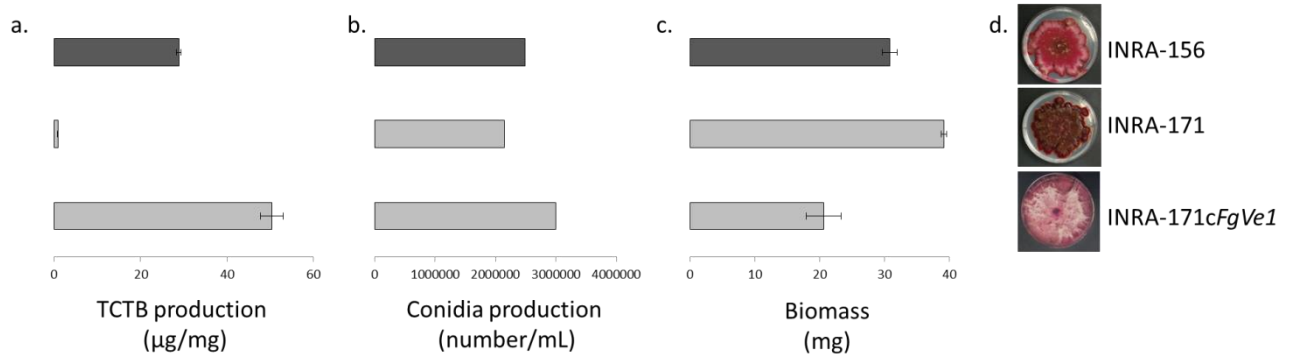 a.
b.
c.
d.
INRA-156
INRA-171
INRA-171cFgVe1
0 20 40 60
0 1000000 2000000 3000000 4000000
0 10 20 30 40
TCTB production
(µg/mg)
Conidia production
(number/mL)
Biomass
(mg)